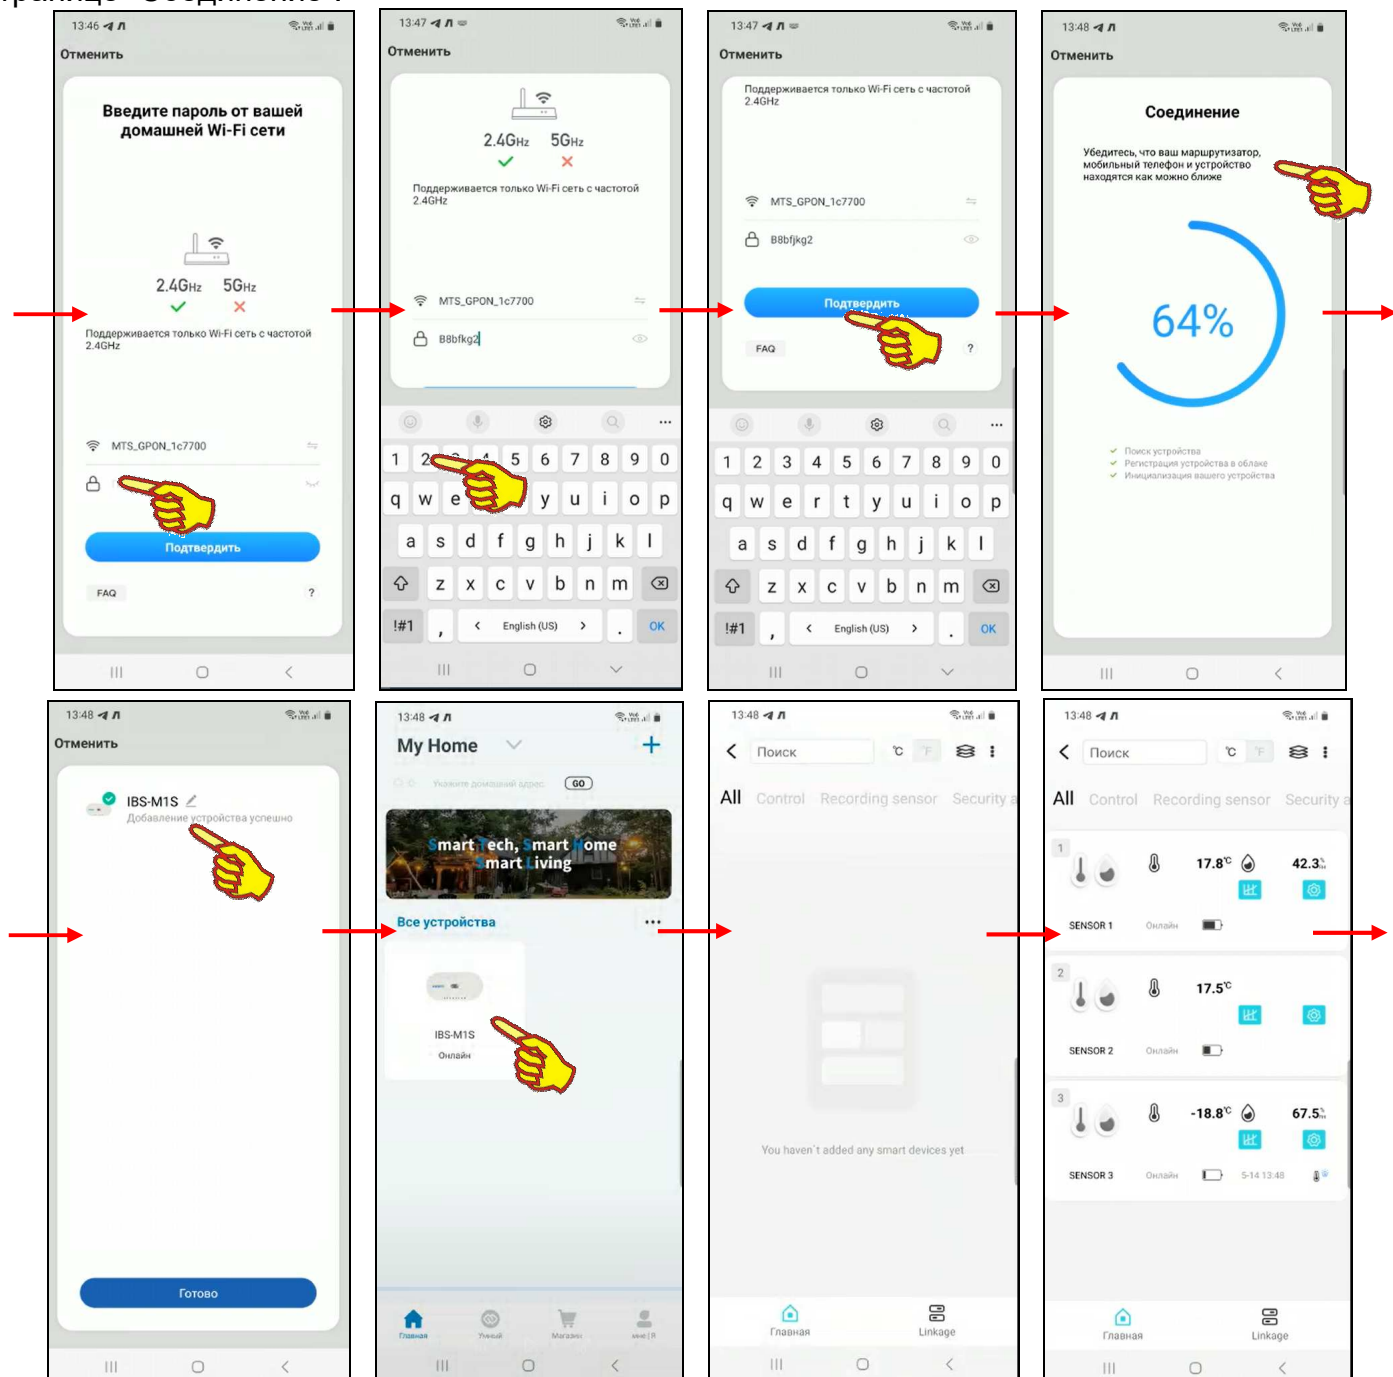 странице "Соединение".
13:46
Отменить
Введите пароль от вашей
домашней Wi-Fi сети
2.4GHz 5GHz
Поддерживается только Wi-Fi сеть с частотой
2.4GHz
MTS_GPON_1c7700
Подтвердить
FAQ ?
13:47
Отменить
2.4GHz 5GHz
Поддерживается только Wi-Fi сеть с частотой
2.4GHz
MTS_GPON_1c7700
B8bfkg2
1 2 5 6 7 8 9 0
q w e y u i o p
a s d f g h j k l
z x c v b n m
!#1 , < English (US) > . OK
13:47
Отменить
Поддерживается только Wi-Fi сеть с частотой
2.4GHz
MTS_GPON_1c7700
B8bfjkg2
Подтвердить
FAQ ?
1 2 3 4 5 6 7 8 9 0
q w e r t y u i o p
a s d f g h j k l
z x c v b n m
!#1 , < English (US) > . OK
13:48
Отменить
Соединение
Убедитесь, что ваш маршрутизатор,
мобильный телефон и устройство
находятся как можно ближе
64%
Поиск устройства
Регистрация устройства в облаке
Инициализация вашего устройства
13:48
Отменить
IBS-M1S
Добавление устройства успешно
Готово
13:48
My Home +
Укажите домашний адрес GO
Smart Tech, Smart Home
Smart Living
Все устройства
IBS-M1S
Онлайн
Главная Умный Магазин
13:48
Поиск °C °F
All Control Recording sensor Security a
You haven't added any smart devices yet
Главная Linkage
13:48
Поиск °C °F
All Control Recording sensor Security a
1 17.8°C 42.3%
SENSOR 1 Онлайн
2 17.5°C
SENSOR 2 Онлайн
3 -18.8°C 67.5%
SENSOR 3 Онлайн 5-14 13:48
Главная Linkage